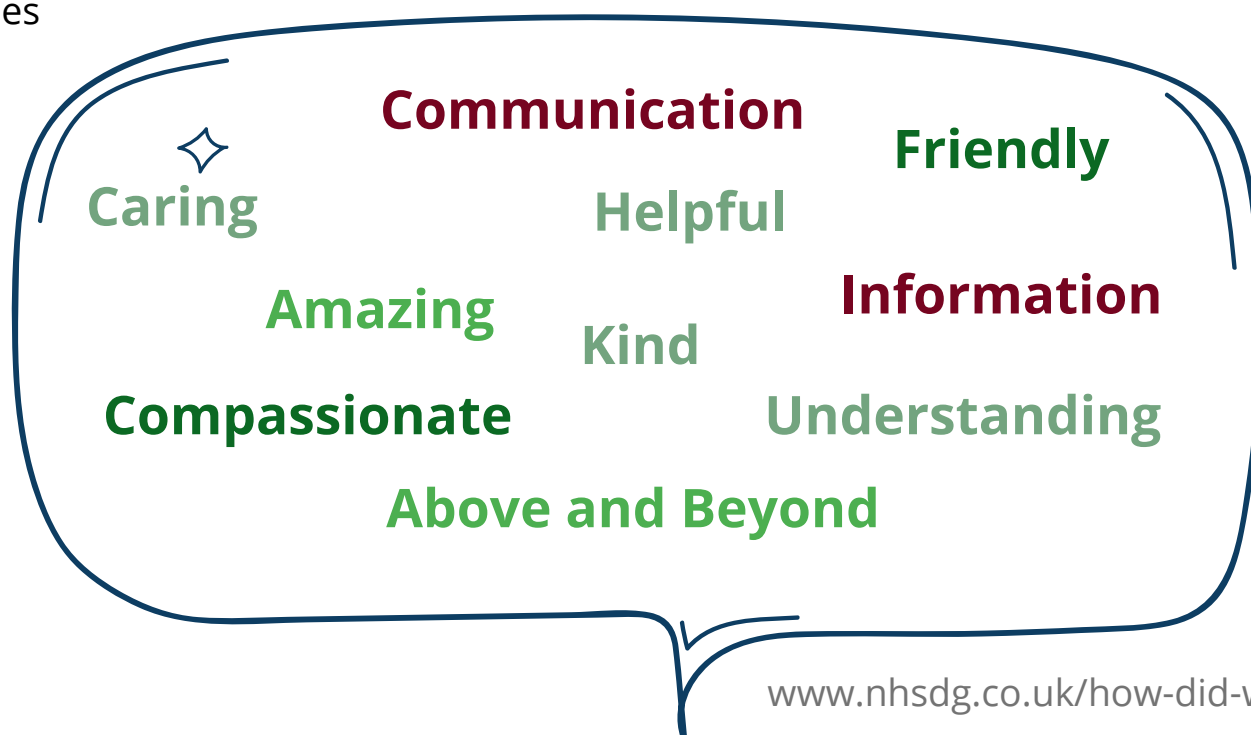 es
Communication
Friendly
Caring
Helpful
Amazing
Information
Kind
Compassionate
Understanding
Above and Beyond
www.nhsdg.co.uk/how-did-w